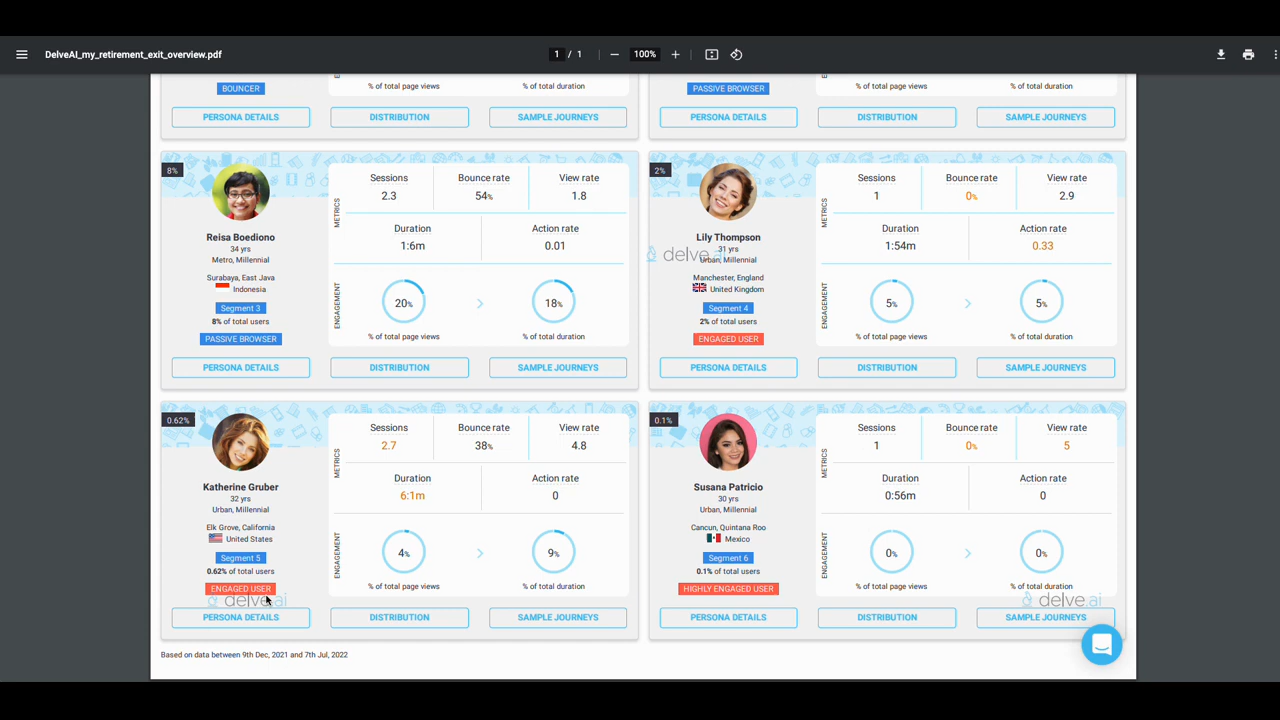 DelveAI_my_retirement_exit_overview.pdf
1 / 1
100%
BOUNCER
% of total page views
% of total duration
PERSONA DETAILS
DISTRIBUTION
SAMPLE JOURNEYS
PASSIVE BROWSER
% of total page views
% of total duration
PERSONA DETAILS
DISTRIBUTION
SAMPLE JOURNEYS
8%
Reisa Boediono
34 yrs
Metro, Millennial
Surabaya, East Java
Indonesia
Segment 3
8% of total users
PASSIVE BROWSER
METRICS
Sessions
2.3
Bounce rate
54%
View rate
1.8
Duration
1:6m
Action rate
0.01
ENGAGEMENT
20%
18%
% of total page views
% of total duration
PERSONA DETAILS
DISTRIBUTION
SAMPLE JOURNEYS
2%
Lily Thompson
31 yrs
Urban, Millennial
delve.ai
Manchester, England
United Kingdom
Segment 4
2% of total users
ENGAGED USER
METRICS
Sessions
1
Bounce rate
0%
View rate
2.9
Duration
1:54m
Action rate
0.33
ENGAGEMENT
5%
5%
% of total page views
% of total duration
PERSONA DETAILS
DISTRIBUTION
SAMPLE JOURNEYS
0.62%
Katherine Gruber
32 yrs
Urban, Millennial
Elk Grove, California
United States
Segment 5
0.62% of total users
ENGAGED USER
delve.ai
METRICS
Sessions
2.7
Bounce rate
38%
View rate
4.8
Duration
6:1m
Action rate
0
ENGAGEMENT
4%
9%
% of total page views
% of total duration
PERSONA DETAILS
DISTRIBUTION
SAMPLE JOURNEYS
0.1%
Susana Patricio
30 yrs
Urban, Millennial
Cancun, Quintana Roo
Mexico
Segment 6
0.1% of total users
HIGHLY ENGAGED USER
METRICS
Sessions
1
Bounce rate
0%
View rate
5
Duration
0:56m
Action rate
0
ENGAGEMENT
0%
0%
% of total page views
% of total duration
delve.ai
PERSONA DETAILS
DISTRIBUTION
SAMPLE JOURNEYS
Based on data between 9th Dec, 2021 and 7th Jul, 2022